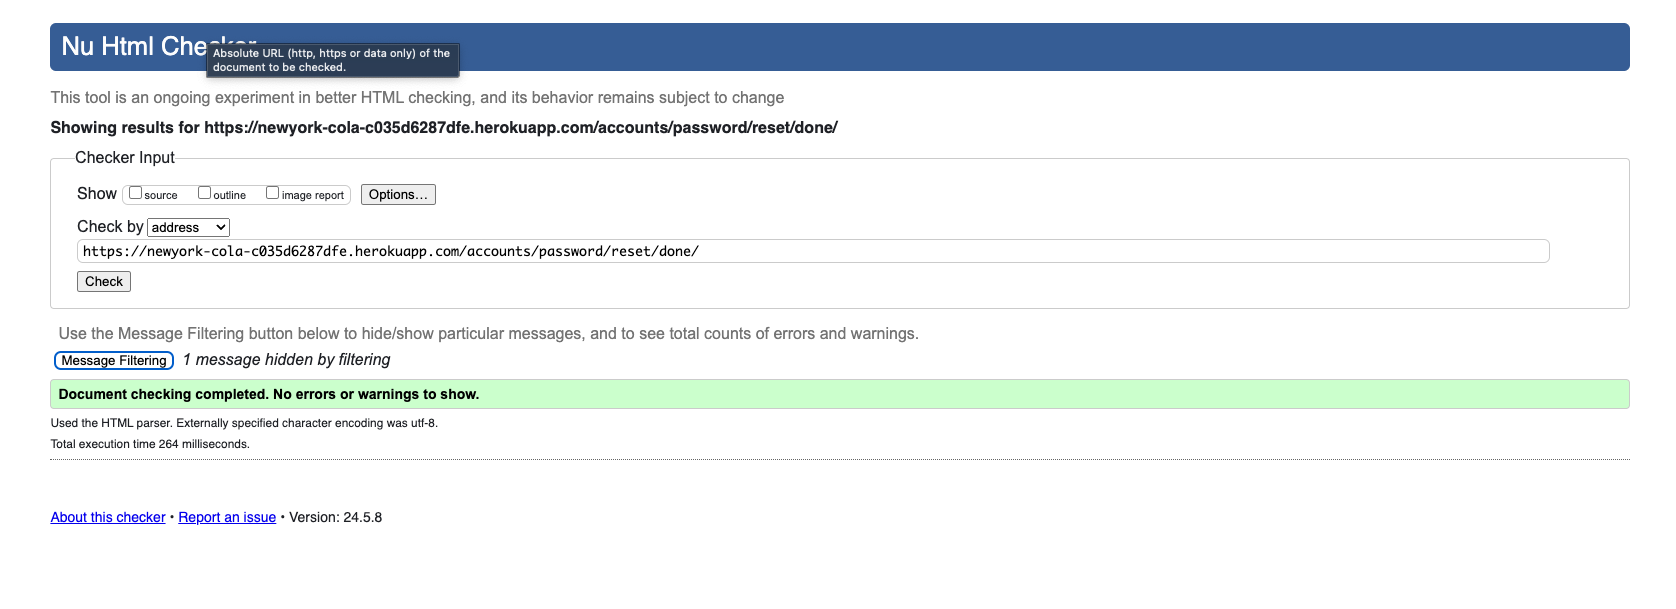 Nu Html Checker
Absolute URL (http, https or data only) of the
document to be checked.
This tool is an ongoing experiment in better HTML checking, and its behavior remains subject to change
Showing results for https://newyork-cola-c035d6287dfe.herokuapp.com/accounts/password/reset/done/
Checker Input
Show source outline image report Options...
Check by address
https://newyork-cola-c035d6287dfe.herokuapp.com/accounts/password/reset/done/
Check
Use the Message Filtering button below to hide/show particular messages, and to see total counts of errors and warnings.
Message Filtering 1 message hidden by filtering
Document checking completed. No errors or warnings to show.
Used the HTML parser. Externally specified character encoding was utf-8.
Total execution time 264 milliseconds.
About this checker • Report an issue • Version: 24.5.8